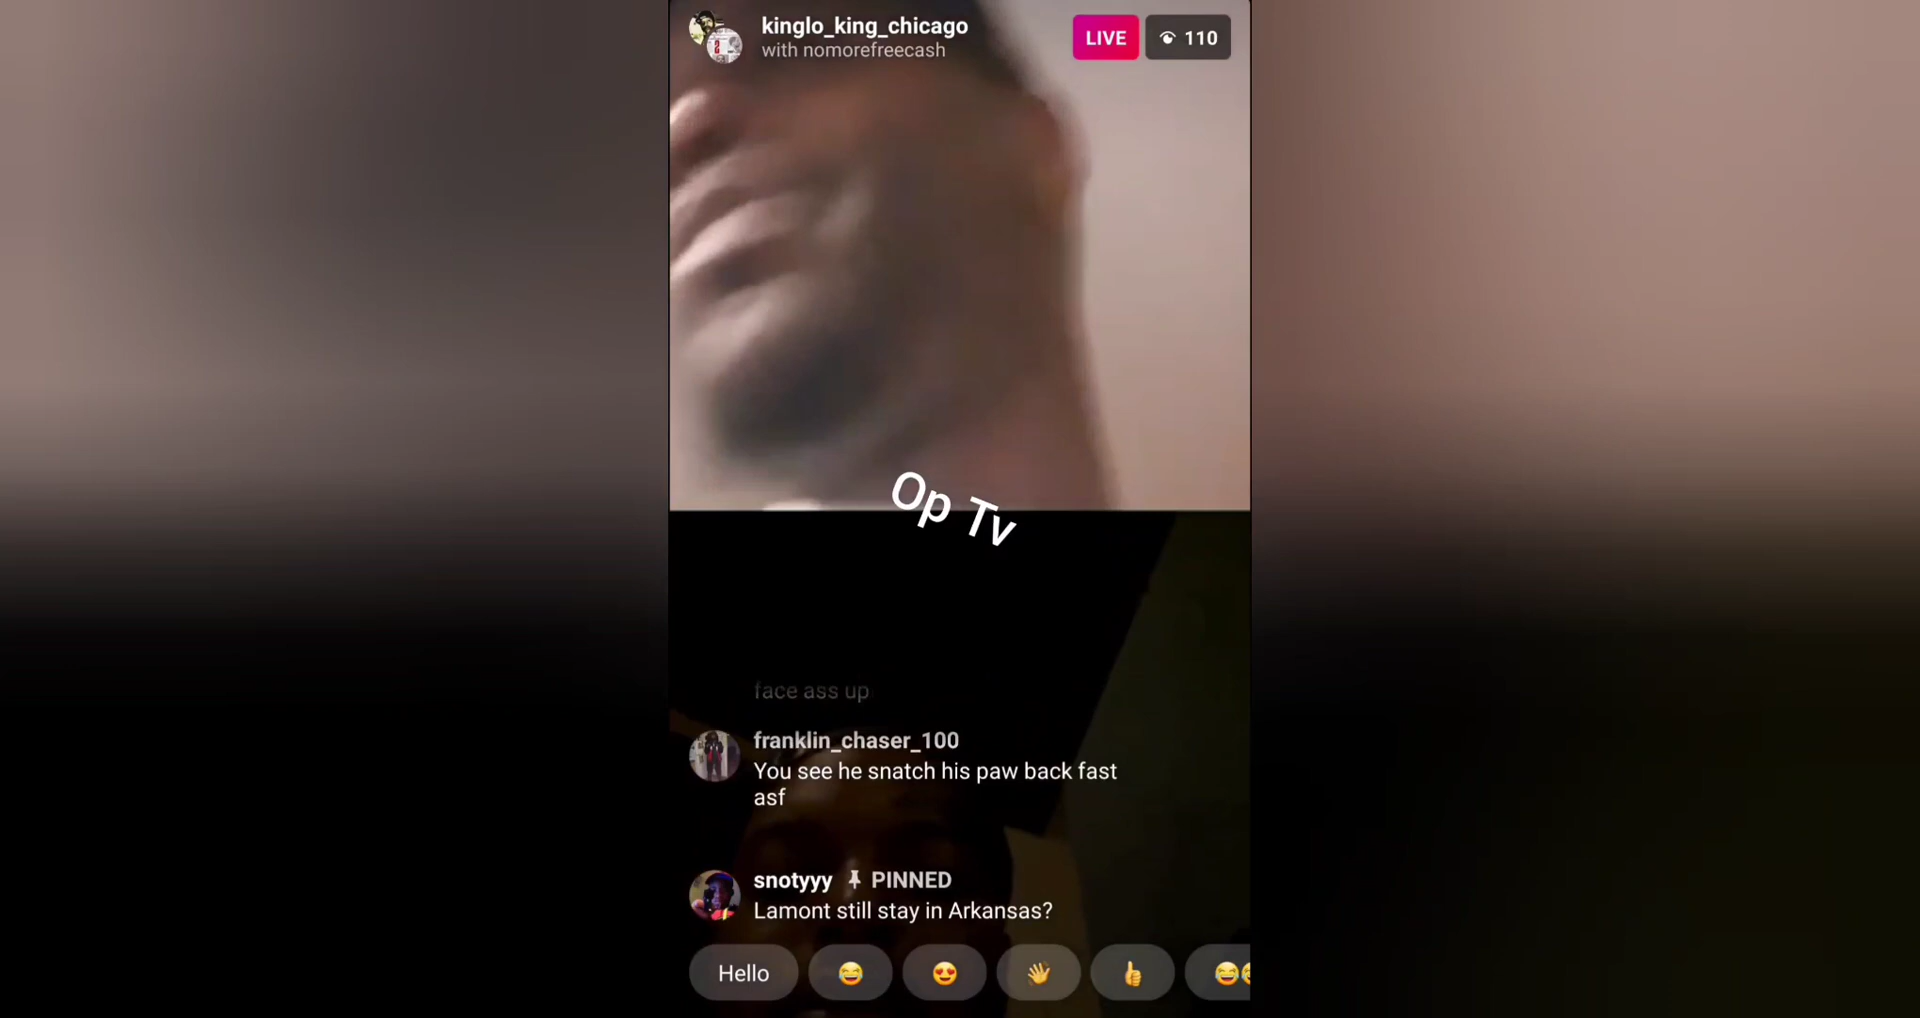 kinglo_king_chicago
with nomorefreecash
LIVE
110
Op Tv
face ass up
franklin_chaser_100
You see he snatch his paw back fast
asf
snotyyy PINNED
Lamont still stay in Arkansas?
Hello